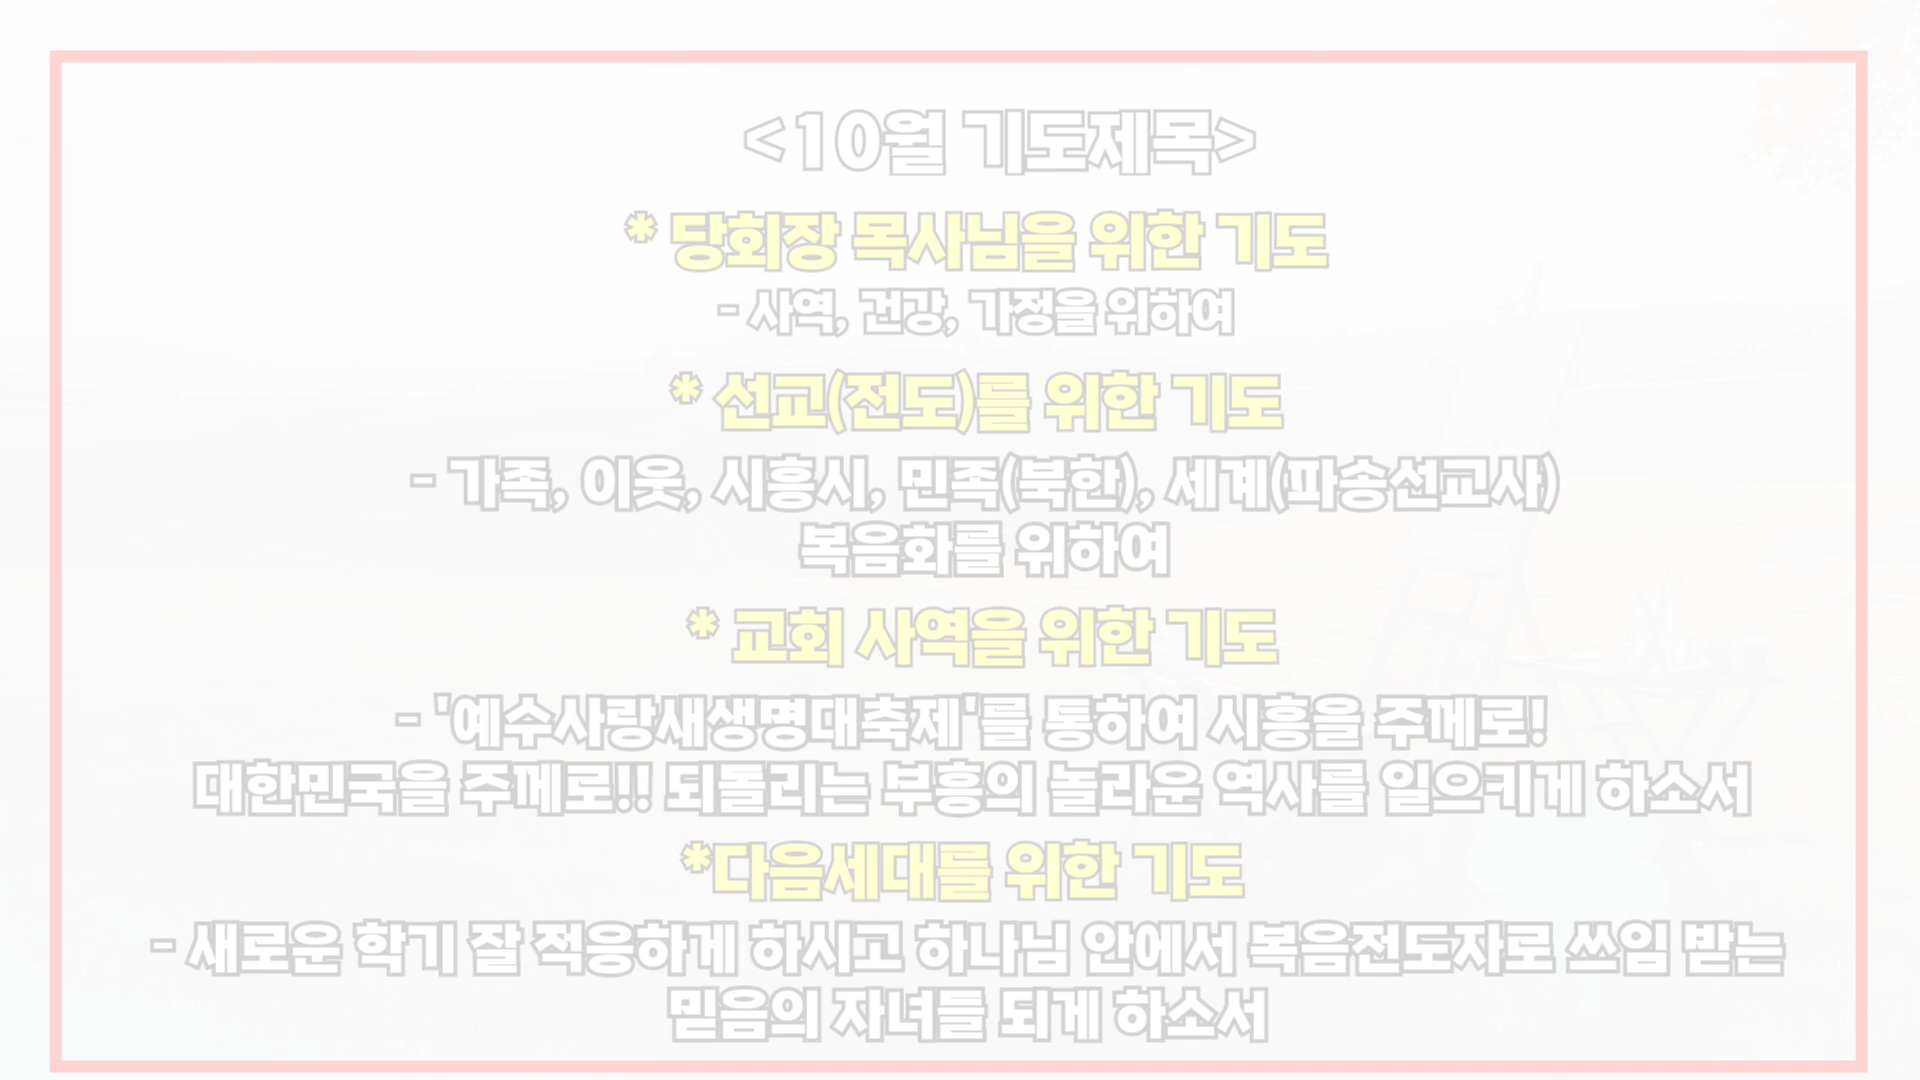 <10월 기도제목>
* 당회장 목사님을 위한 기도
- 사역, 건강, 가정을 위하여
* 선교(전도)를 위한 기도
- 가족, 이웃, 시흥시, 민족(북한), 세계(파송선교사)
복음화를 위하여
* 교회 사역을 위한 기도
- '예수사랑새생명대축제'를 통하여 시흥을 주께로!
대한민국을 주께로!! 되돌리는 부흥의 놀라운 역사를 일으키게 하소서
*다음세대를 위한 기도
- 새로운 학기 잘 적응하게 하시고 하나님 안에서 복음전도자로 쓰임 받는
믿음의 자녀들 되게 하소서